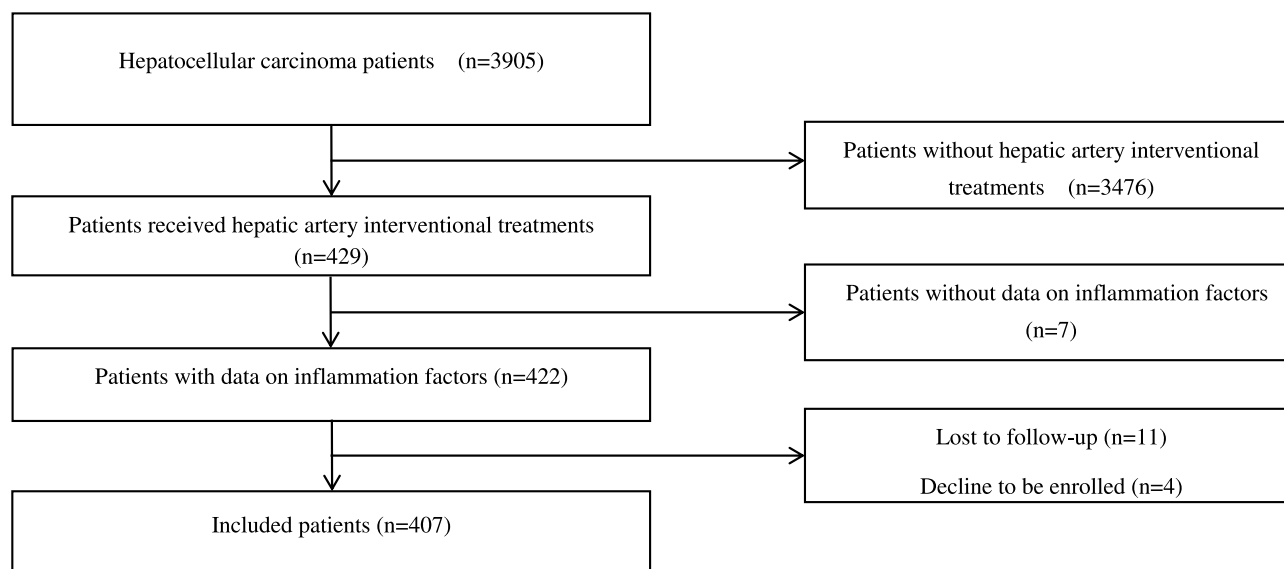 Hepatocellular carcinoma patients (n=3905)
Patients without hepatic artery interventional
treatments (n=3476)
Patients received hepatic artery interventional treatments
(n=429)
Patients without data on inflammation factors
(n=7)
Patients with data on inflammation factors (n=422)
Lost to follow-up (n=11)
Decline to be enrolled (n=4)
Included patients (n=407)